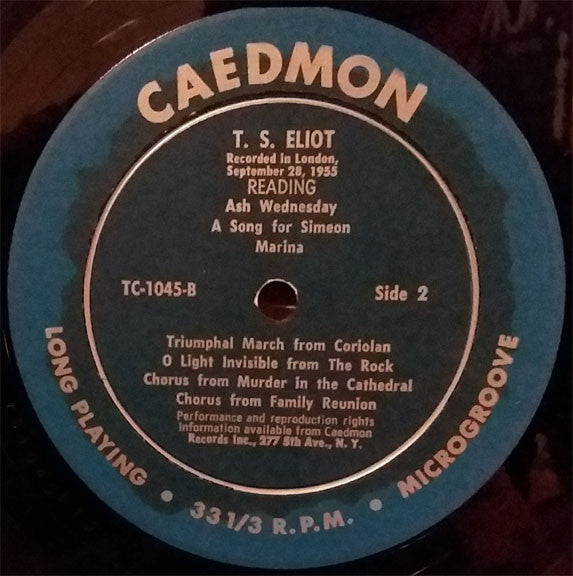 CAEDMON
T. S. ELIOT
Recorded in London,
September 28, 1955
READING
Ash Wednesday
A Song for Simeon
Marina
TC-1045-B
Side 2
Triumphal March from Coriolan
O Light Invisible from The Rock
Chorus from Murder in the Cathedral
Chorus from Family Reunion
Performance and reproduction rights
Information available from Caedmon
Records Inc., 277 5th Ave., N. Y.
LONG PLAYING • 33 1/3 R.P.M. • MICROGROOVE